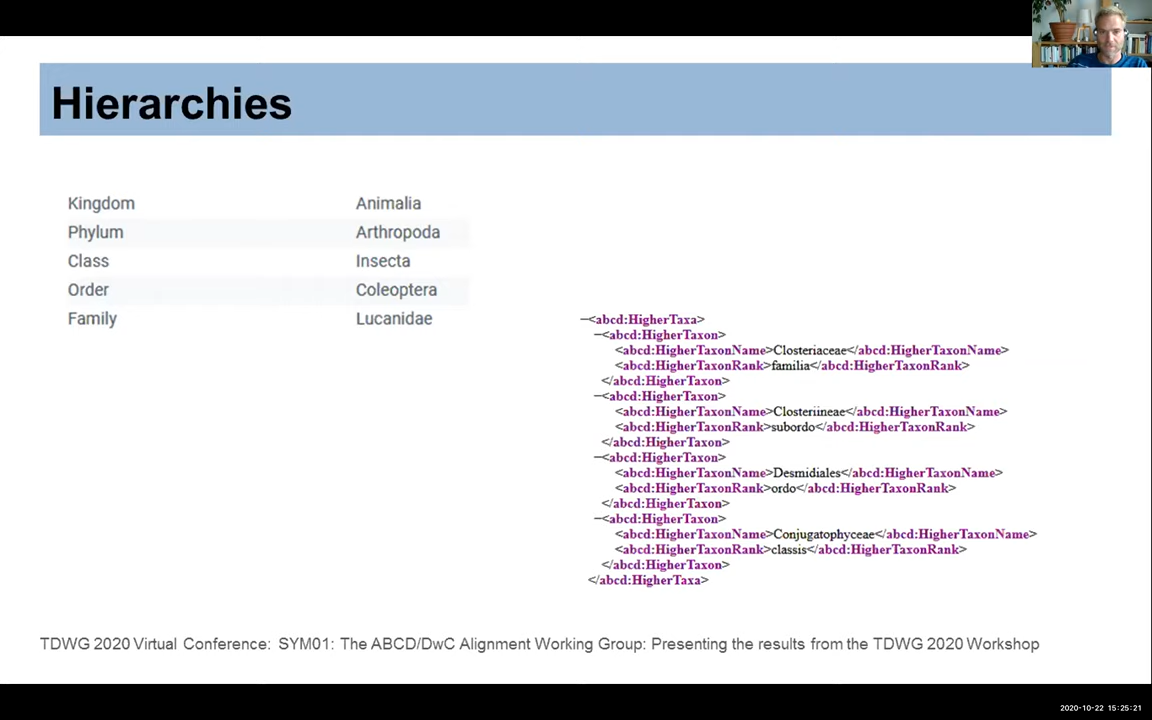 Hierarchies
Kingdom Animalia
Phylum Arthropoda
Class Insecta
Order Coleoptera
Family Lucanidae
−<abcd:HigherTaxa>
−<abcd:HigherTaxon>
<abcd:HigherTaxonName>Closteriaceae</abcd:HigherTaxonName>
<abcd:HigherTaxonRank>familia</abcd:HigherTaxonRank>
</abcd:HigherTaxon>
−<abcd:HigherTaxon>
<abcd:HigherTaxonName>Closteriineae</abcd:HigherTaxonName>
<abcd:HigherTaxonRank>subordo</abcd:HigherTaxonRank>
</abcd:HigherTaxon>
−<abcd:HigherTaxon>
<abcd:HigherTaxonName>Desmidiales</abcd:HigherTaxonName>
<abcd:HigherTaxonRank>ordo</abcd:HigherTaxonRank>
</abcd:HigherTaxon>
−<abcd:HigherTaxon>
<abcd:HigherTaxonName>Conjugatophyceae</abcd:HigherTaxonName>
<abcd:HigherTaxonRank>classis</abcd:HigherTaxonRank>
</abcd:HigherTaxon>
</abcd:HigherTaxa>
TDWG 2020 Virtual Conference: SYM01: The ABCD/DwC Alignment Working Group: Presenting the results from the TDWG 2020 Workshop
2020-10-22 15:25:21